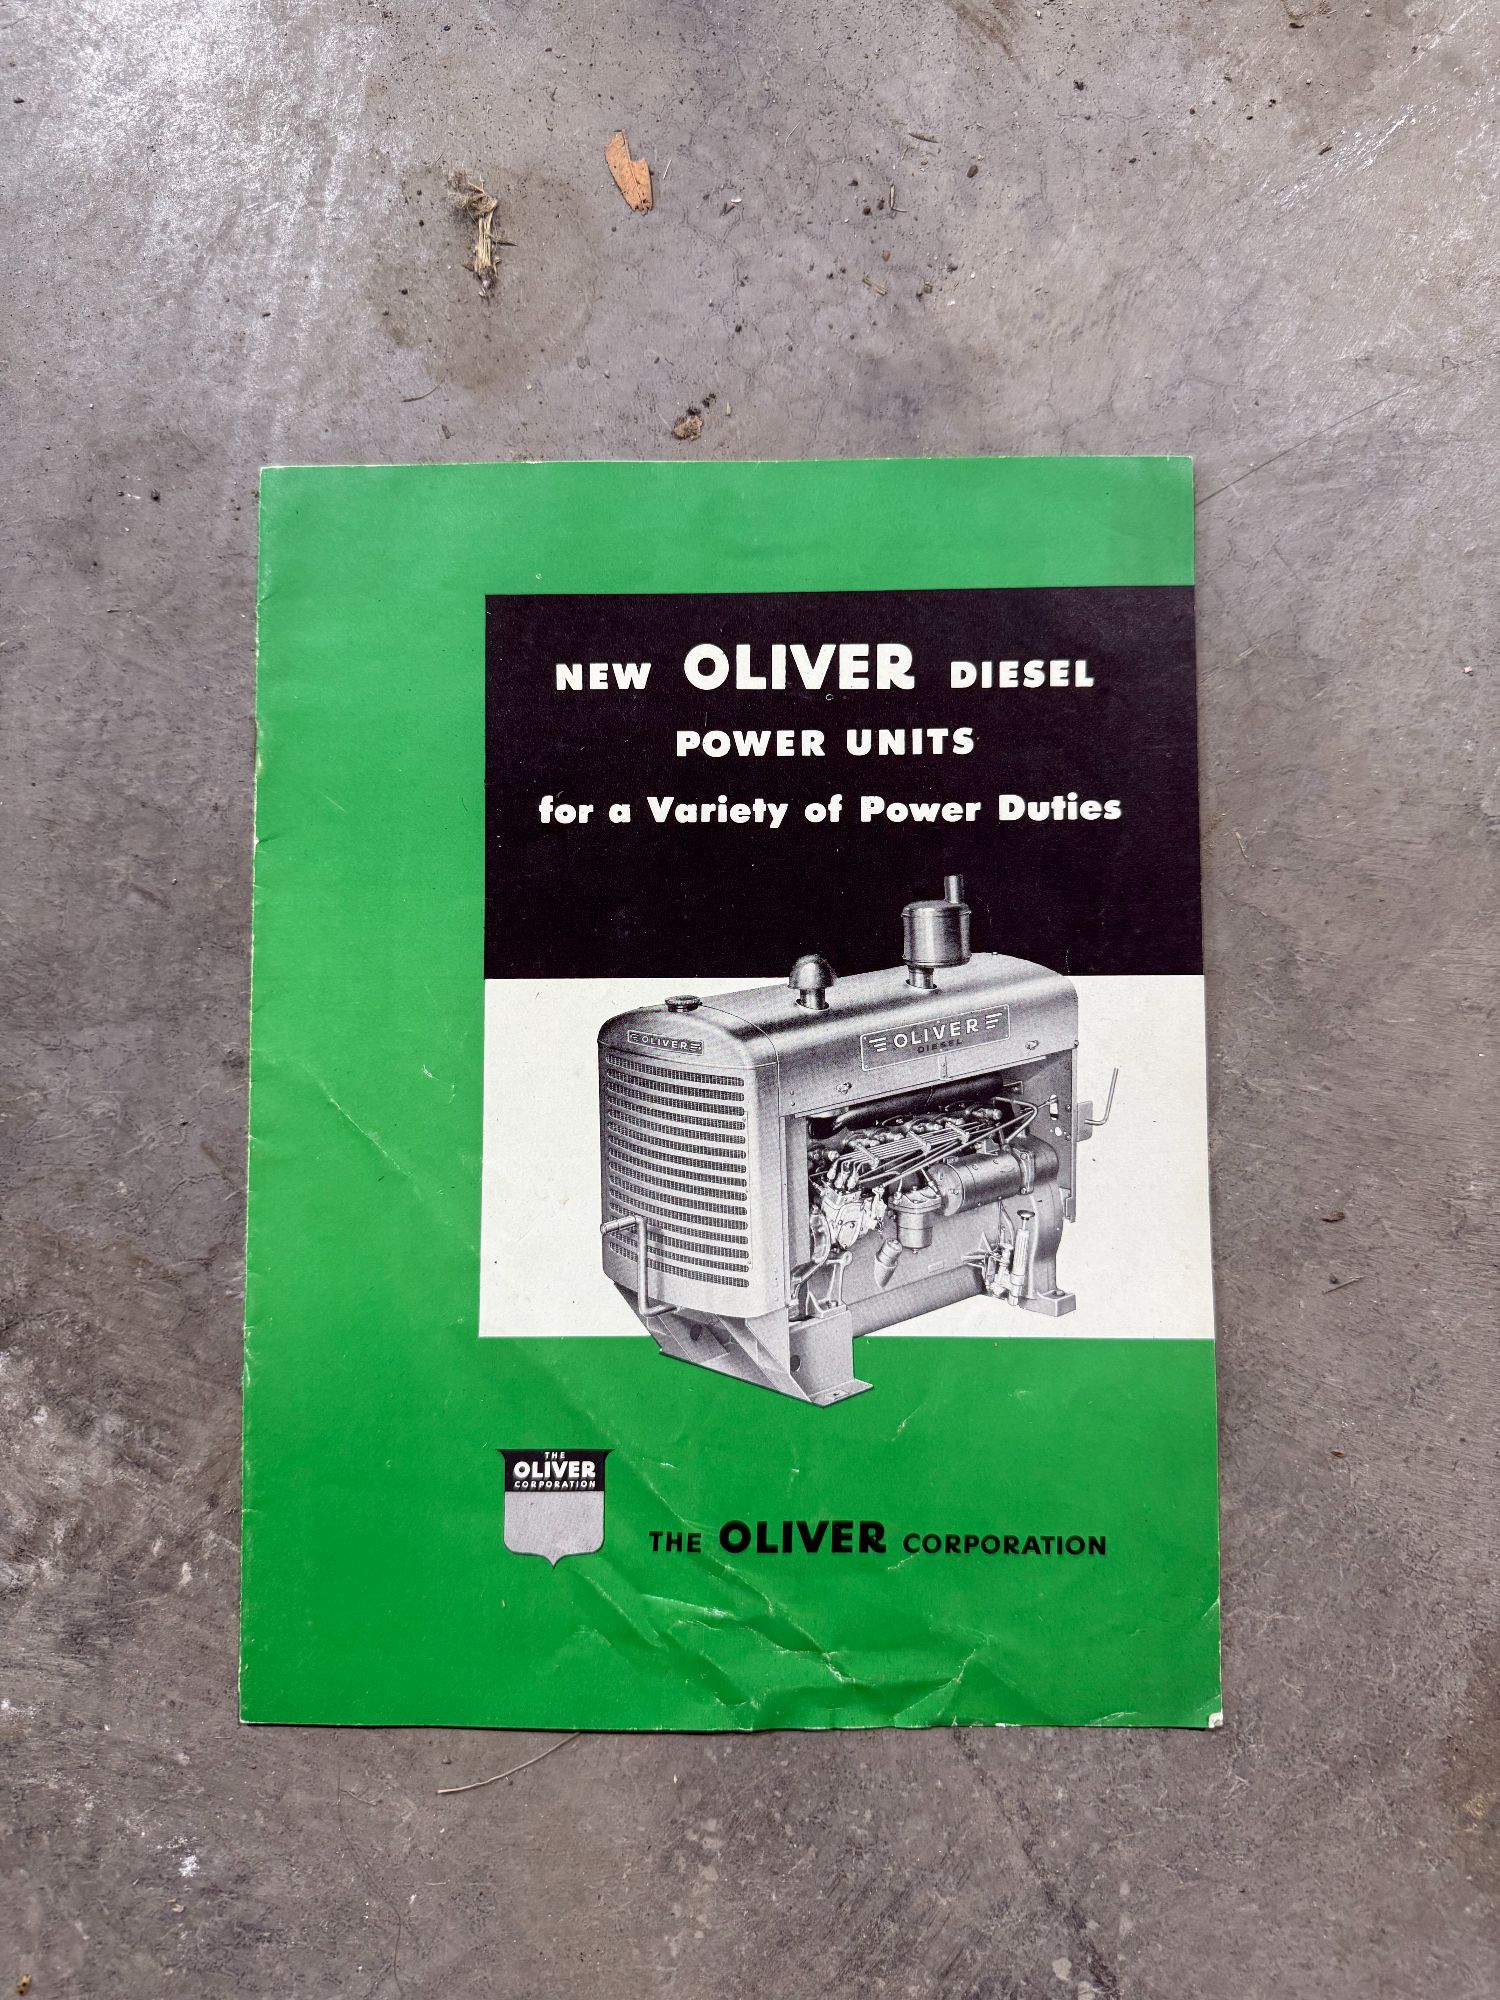 NEW OLIVER DIESEL
POWER UNITS
for a Variety of Power Duties
OLIVER
DIESEL
OLIVER
THE
OLIVER
CORPORATION
THE OLIVER CORPORATION